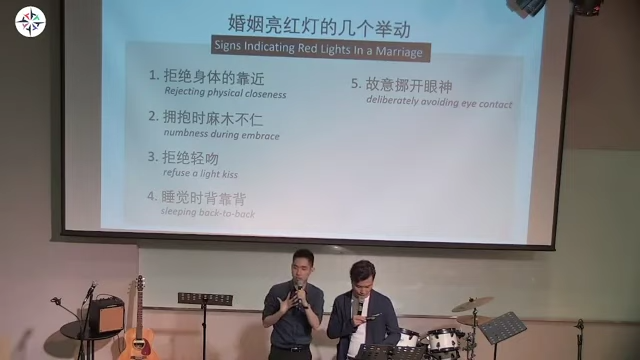 婚姻亮红灯的几个举动
Signs Indicating Red Lights In a Marriage
1. 拒绝身体的靠近
Rejecting physical closeness
2. 拥抱时麻木不仁
numbness during embrace
3. 拒绝轻吻
refuse a light kiss
4. 睡觉时背靠背
sleeping back-to-back
5. 故意挪开眼神
deliberately avoiding eye contact